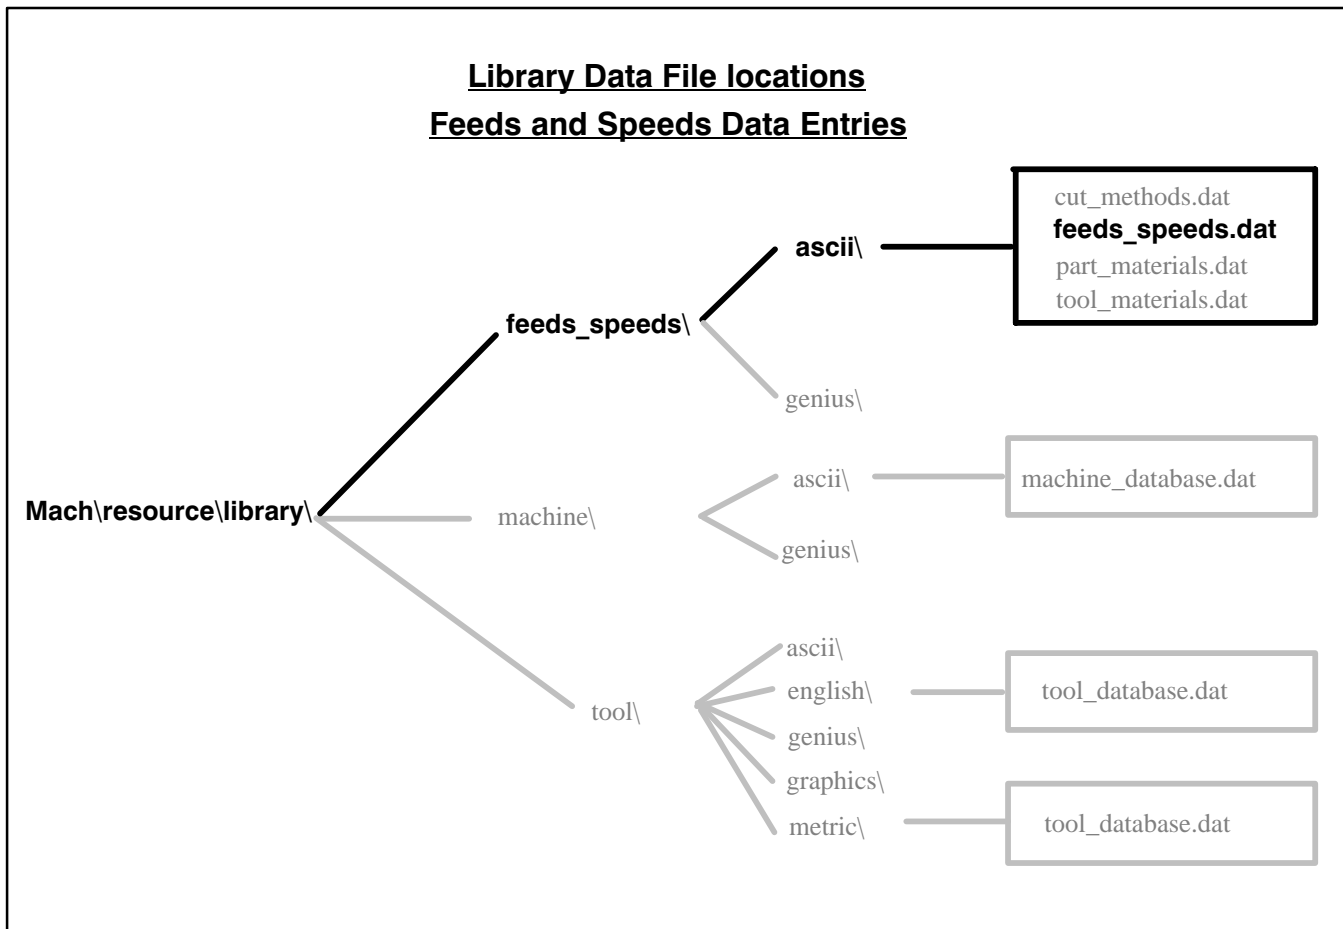 Library Data File locations
Feeds and Speeds Data Entries
cut_methods.dat
feeds_speeds.dat
part_materials.dat
tool_materials.dat
ascii\
feeds_speeds\
genius\
Mach\resource\library\
machine\
ascii\
machine_database.dat
genius\
tool\
ascii\
english\
tool_database.dat
genius\
graphics\
metric\
tool_database.dat